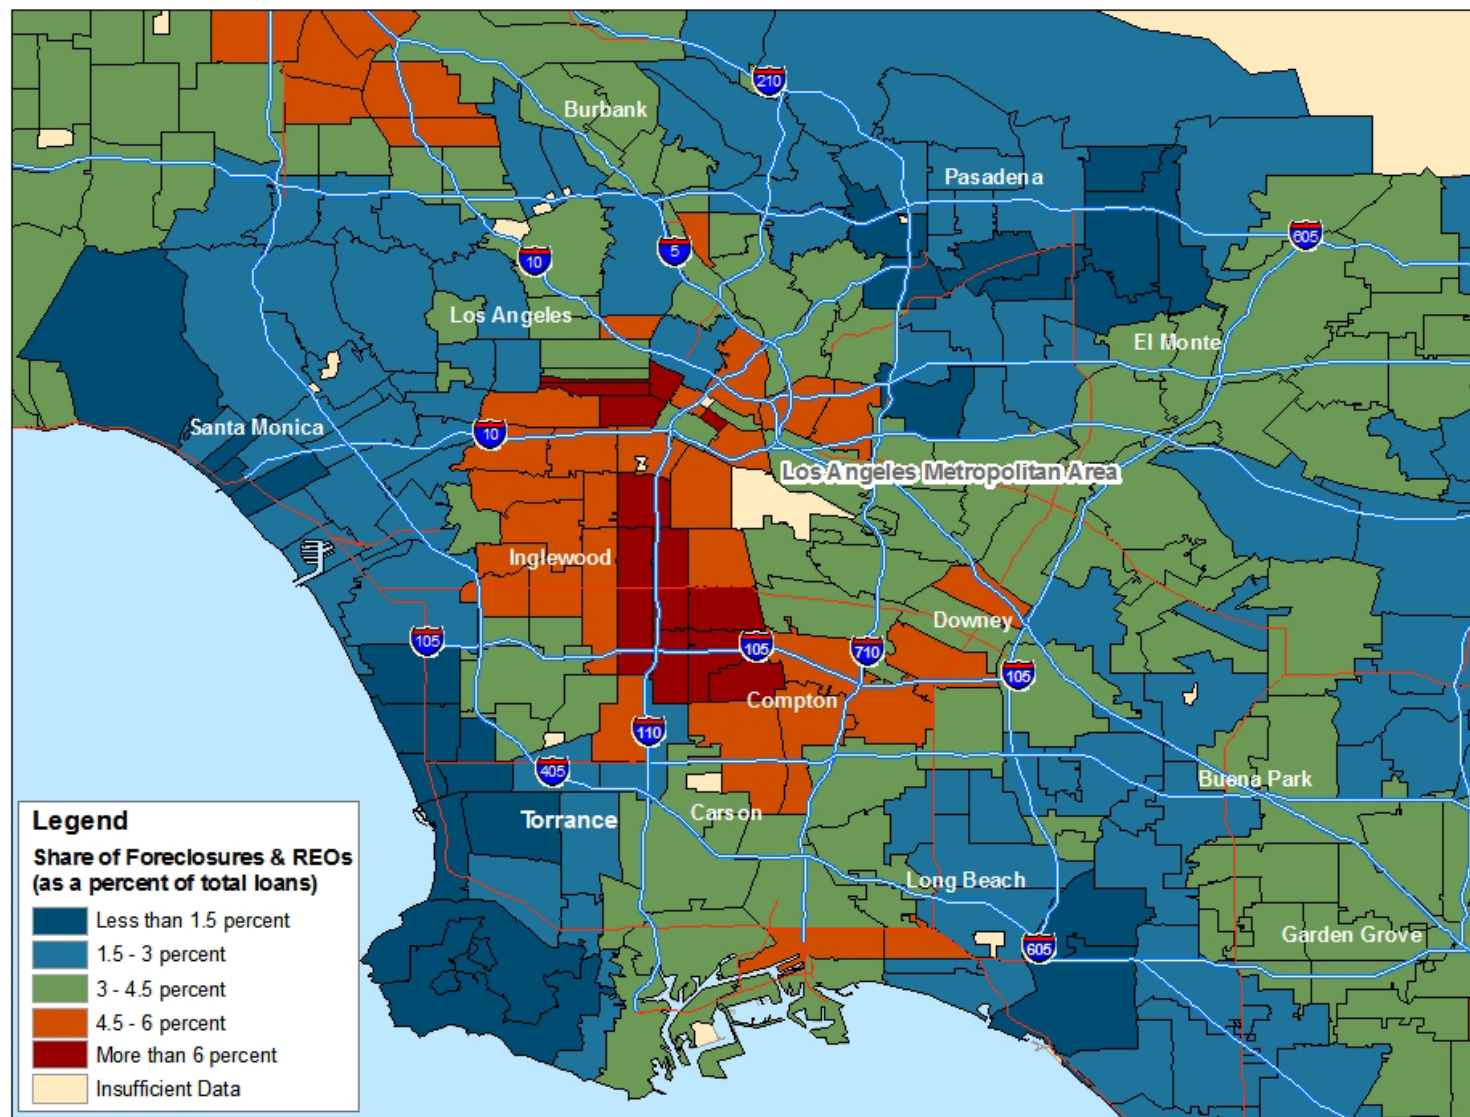 210
Burbank
Pasadena
605
5
10
Los Angeles
El Monte
Santa Monica
10
Los Angeles Metropolitan Area
Inglewood
Downey
105
105
710
105
Compton
110
405
Buena Park
Carson
Torrance
Long Beach
Garden Grove
605
Legend
Share of Foreclosures & REOs
(as a percent of total loans)
Less than 1.5 percent
1.5 - 3 percent
3 - 4.5 percent
4.5 - 6 percent
More than 6 percent
Insufficient Data